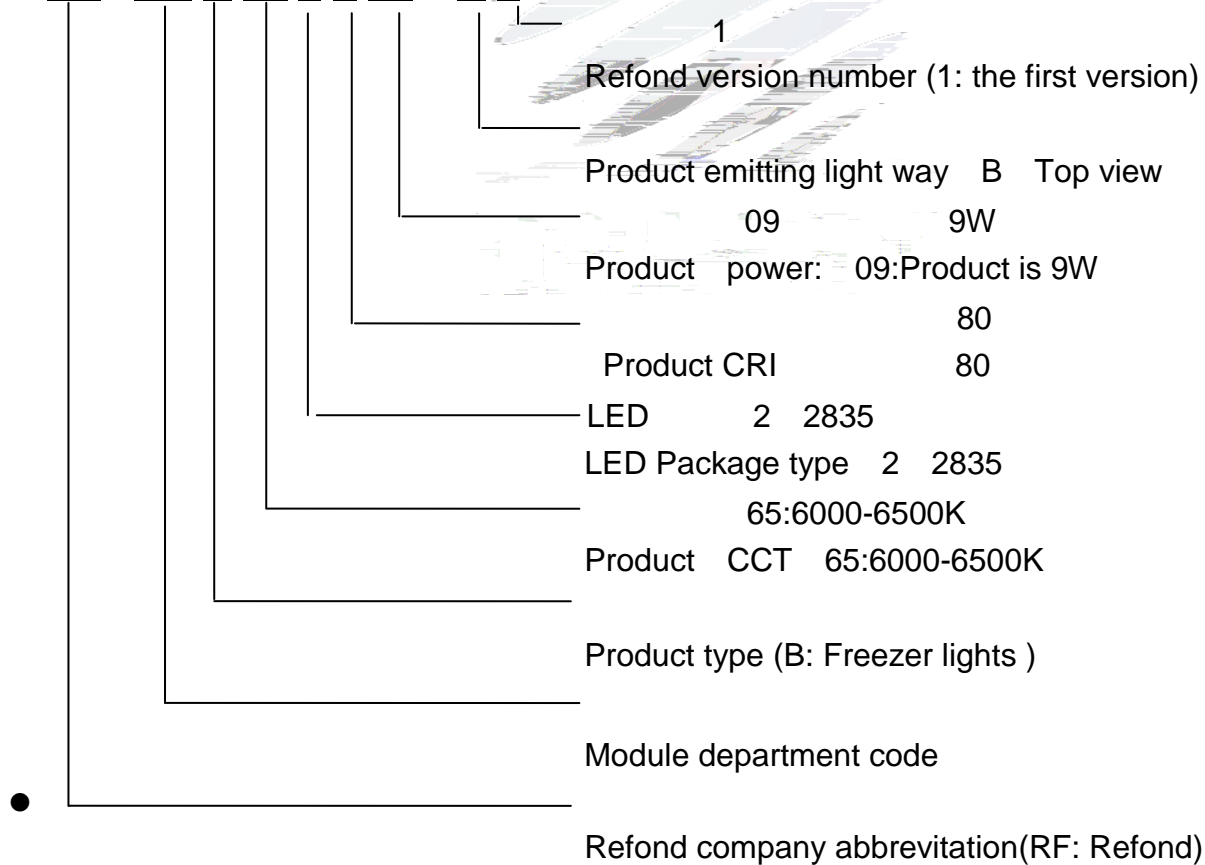 1
Refond version number (1: the first version)
Product emitting light way B Top view
09 9W
Product power: 09:Product is 9W
80
Product CRI 80
LED 2 2835
LED Package type 2 2835
65:6000-6500K
Product CCT 65:6000-6500K
Product type (B: Freezer lights )
Module department code
●
Refond company abbrevitation(RF: Refond)